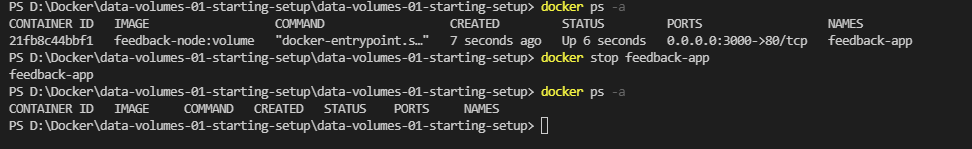 PS D:\Docker\data-volumes-01-starting-setup\data-volumes-01-starting-setup> docker ps -a
CONTAINER ID   IMAGE                  COMMAND                  CREATED         STATUS         PORTS                  NAMES
21fb8c44bbf1   feedback-node:volume   "docker-entrypoint.s…"   7 seconds ago   Up 6 seconds   0.0.0.0:3000->80/tcp   feedback-app
PS D:\Docker\data-volumes-01-starting-setup\data-volumes-01-starting-setup> docker stop feedback-app
feedback-app
PS D:\Docker\data-volumes-01-starting-setup\data-volumes-01-starting-setup> docker ps -a
CONTAINER ID   IMAGE     COMMAND   CREATED   STATUS    PORTS     NAMES
PS D:\Docker\data-volumes-01-starting-setup\data-volumes-01-starting-setup>